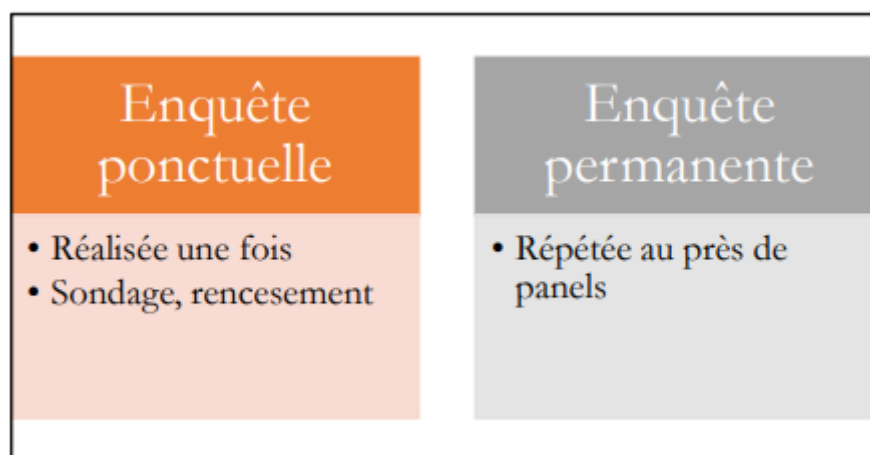 Enquête
ponctuelle
• Réalisée une fois
• Sondage, rencesement
Enquête
permanente
• Répétée au près de
panels